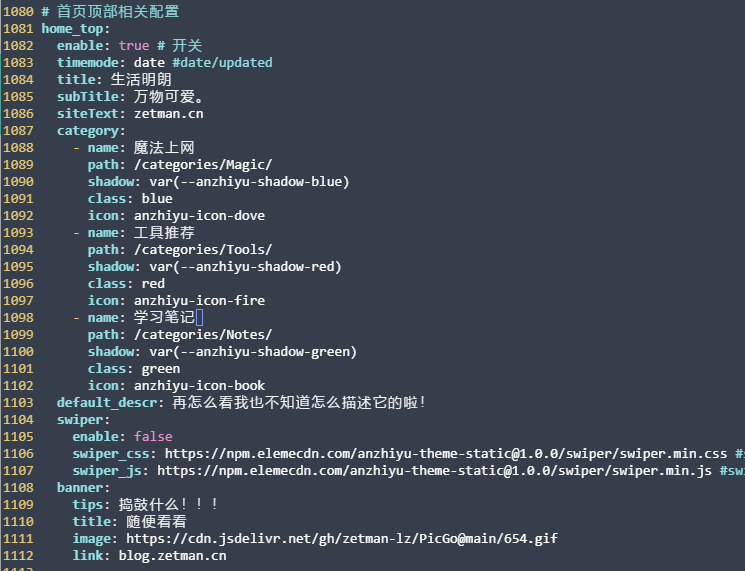 1080 # 首页顶部相关配置
1081 home_top:
1082   enable: true # 开关
1083   timemode: date #date/updated
1084   title: 生活明朗
1085   subTitle: 万物可爱。
1086   siteText: zetman.cn
1087   category:
1088     - name: 魔法上网
1089       path: /categories/Magic/
1090       shadow: var(--anzhiyu-shadow-blue)
1091       class: blue
1092       icon: anzhiyu-icon-dove
1093     - name: 工具推荐
1094       path: /categories/Tools/
1095       shadow: var(--anzhiyu-shadow-red)
1096       class: red
1097       icon: anzhiyu-icon-fire
1098     - name: 学习笔记
1099       path: /categories/Notes/
1100       shadow: var(--anzhiyu-shadow-green)
1101       class: green
1102       icon: anzhiyu-icon-book
1103   default_descr: 再怎么看我也不知道怎么描述它的啦！
1104   swiper:
1105     enable: false
1106     swiper_css: https://npm.elemecdn.com/anzhiyu-theme-static@1.0.0/swiper/swiper.min.css #s
1107     swiper_js: https://npm.elemecdn.com/anzhiyu-theme-static@1.0.0/swiper/swiper.min.js #sw
1108   banner:
1109     tips: 捣鼓什么！！！
1110     title: 随便看看
1111     image: https://cdn.jsdelivr.net/gh/zetman-lz/PicGo@main/654.gif
1112     link: blog.zetman.cn